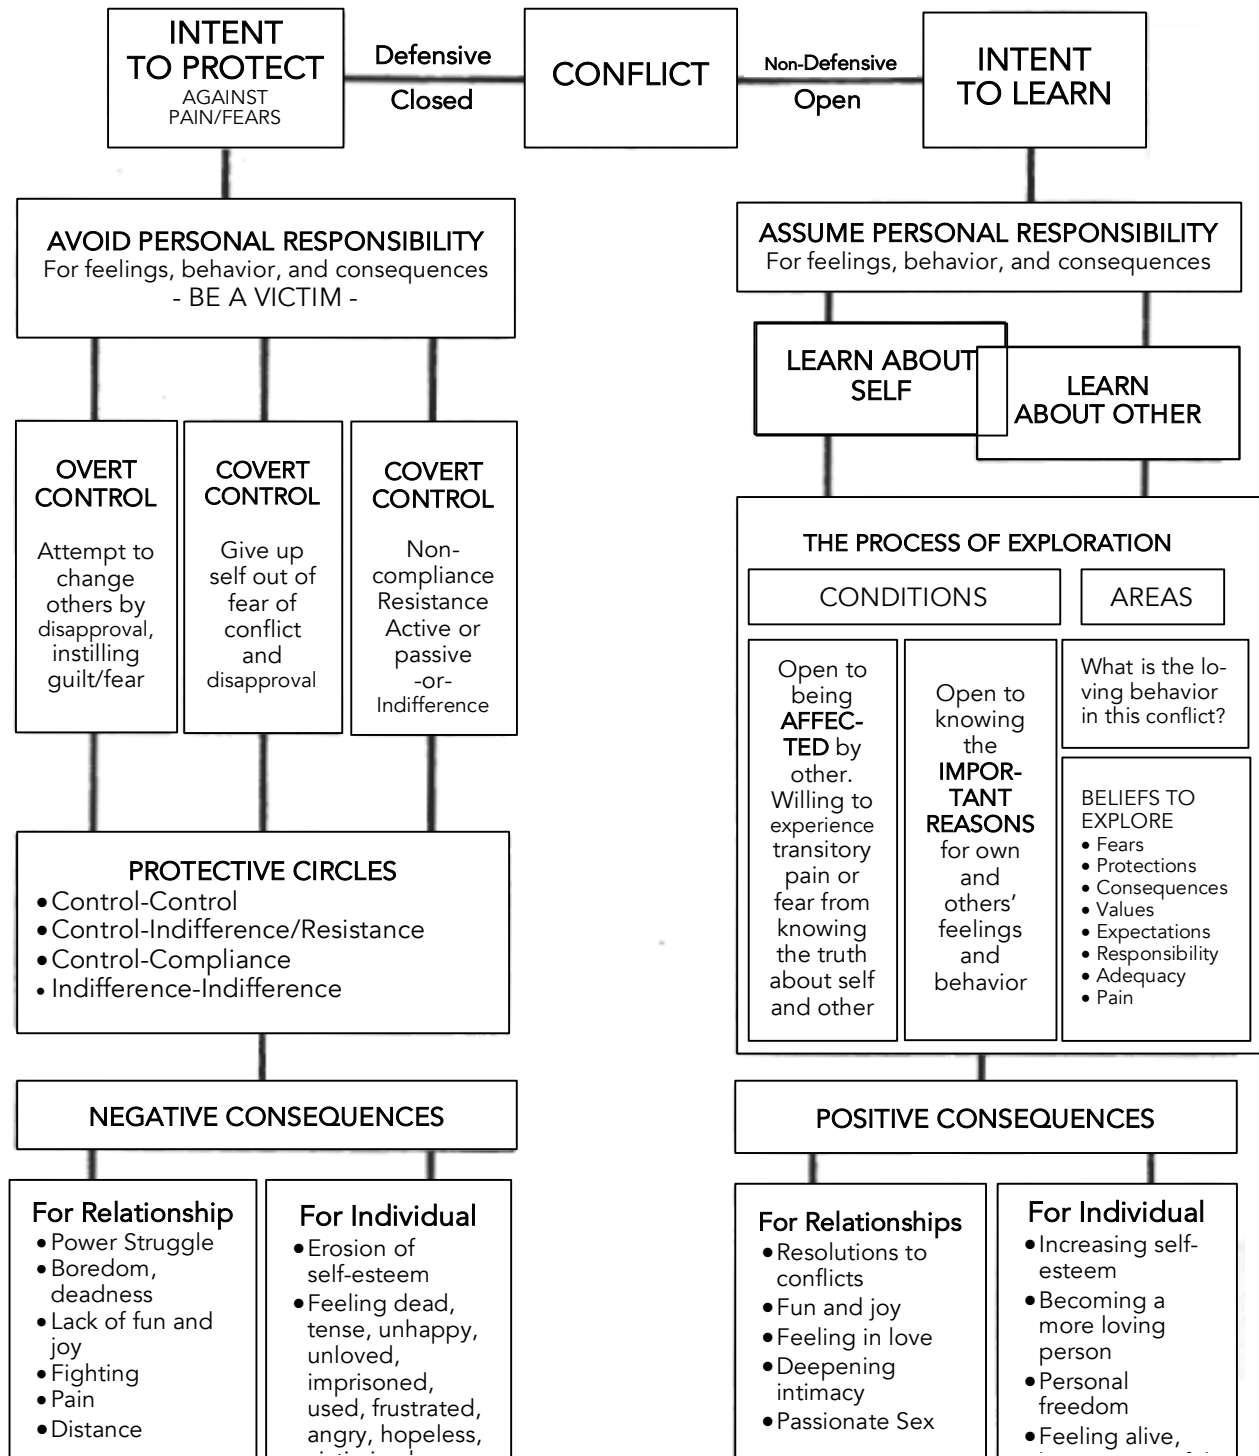 INTENT
TO PROTECT
AGAINST
PAIN/FEARS
Defensive
Closed
CONFLICT
Non-Defensive
Open
INTENT
TO LEARN
AVOID PERSONAL RESPONSIBILITY
For feelings, behavior, and consequences
- BE A VICTIM -
OVERT
CONTROL
Attempt to
change
others by
disapproval,
instilling
guilt/fear
COVERT
CONTROL
Give up
self out of
fear of
conflict
and
disapproval
COVERT
CONTROL
Non-
compliance
Resistance
Active or
passive
-or-
Indifference
PROTECTIVE CIRCLES
• Control-Control
• Control-Indifference/Resistance
• Control-Compliance
• Indifference-Indifference
NEGATIVE CONSEQUENCES
For Relationship
• Power Struggle
• Boredom,
deadness
• Lack of fun and
joy
• Fighting
• Pain
• Distance
For Individual
• Erosion of
self-esteem
• Feeling dead,
tense, unhappy,
unloved,
imprisoned,
used, frustrated,
angry, hopeless,
ASSUME PERSONAL RESPONSIBILITY
For feelings, behavior, and consequences
LEARN ABOUT
SELF
LEARN
ABOUT OTHER
THE PROCESS OF EXPLORATION
CONDITIONS
AREAS
Open to
being
AFFEC-
TED by
other.
Willing to
experience
transitory
pain or
fear from
knowing
the truth
about self
and other
Open to
knowing
the
IMPOR-
TANT
REASONS
for own
and
others’
feelings
and
behavior
What is the lo-
ving behavior
in this conflict?
BELIEFS TO
EXPLORE
• Fears
• Protections
• Consequences
• Values
• Expectations
• Responsibility
• Adequacy
• Pain
POSITIVE CONSEQUENCES
For Relationships
• Resolutions to
conflicts
• Fun and joy
• Feeling in love
• Deepening
intimacy
• Passionate Sex
For Individual
• Increasing self-
esteem
• Becoming a
more loving
person
• Personal
freedom
• Feeling alive,